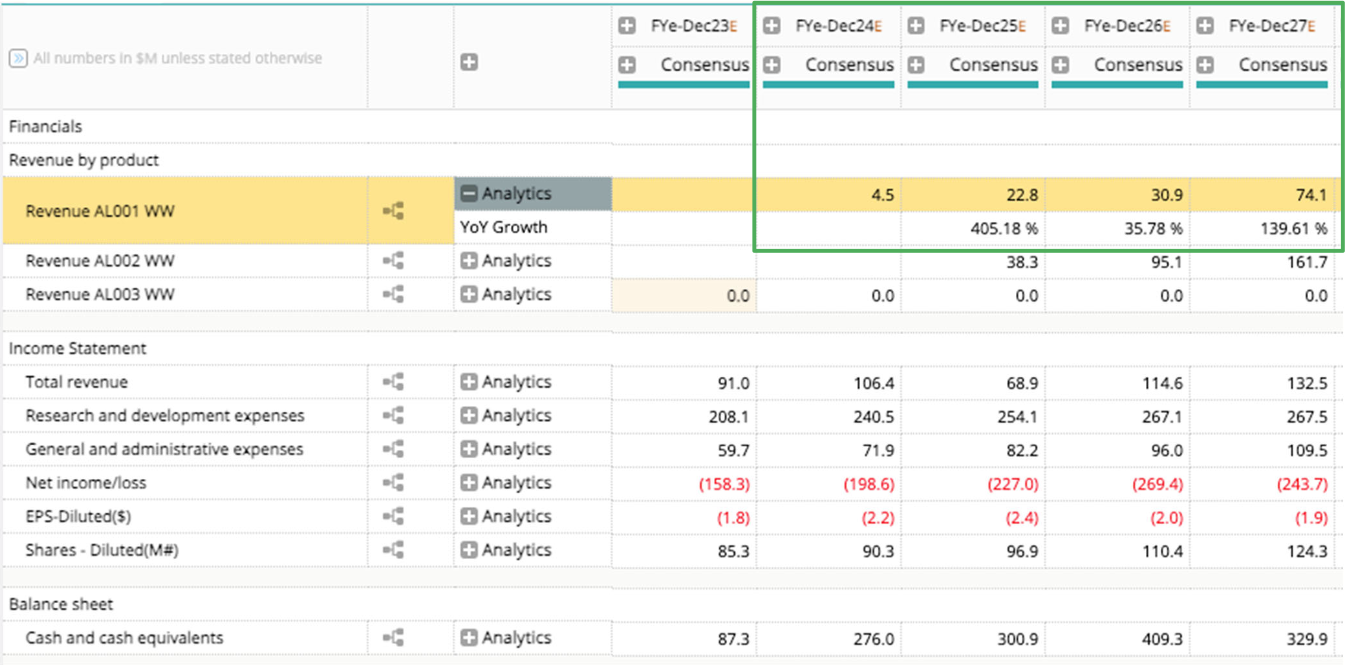 FYe-Dec23E FYe-Dec24E FYe-Dec25E FYe-Dec26E FYe-Dec27E
All numbers in $M unless stated otherwise
Consensus Consensus Consensus Consensus Consensus
Financials
Revenue by product
Revenue AL001 WW Analytics 4.5 22.8 30.9 74.1
YoY Growth 405.18 % 35.78 % 139.61 %
Revenue AL002 WW Analytics 38.3 95.1 161.7
Revenue AL003 WW Analytics 0.0 0.0 0.0 0.0 0.0
Income Statement
Total revenue Analytics 91.0 106.4 68.9 114.6 132.5
Research and development expenses Analytics 208.1 240.5 254.1 267.1 267.5
General and administrative expenses Analytics 59.7 71.9 82.2 96.0 109.5
Net income/loss Analytics (158.3) (198.6) (227.0) (269.4) (243.7)
EPS-Diluted($) Analytics (1.8) (2.2) (2.4) (2.0) (1.9)
Shares - Diluted(M#) Analytics 85.3 90.3 96.9 110.4 124.3
Balance sheet
Cash and cash equivalents Analytics 87.3 276.0 300.9 409.3 329.9